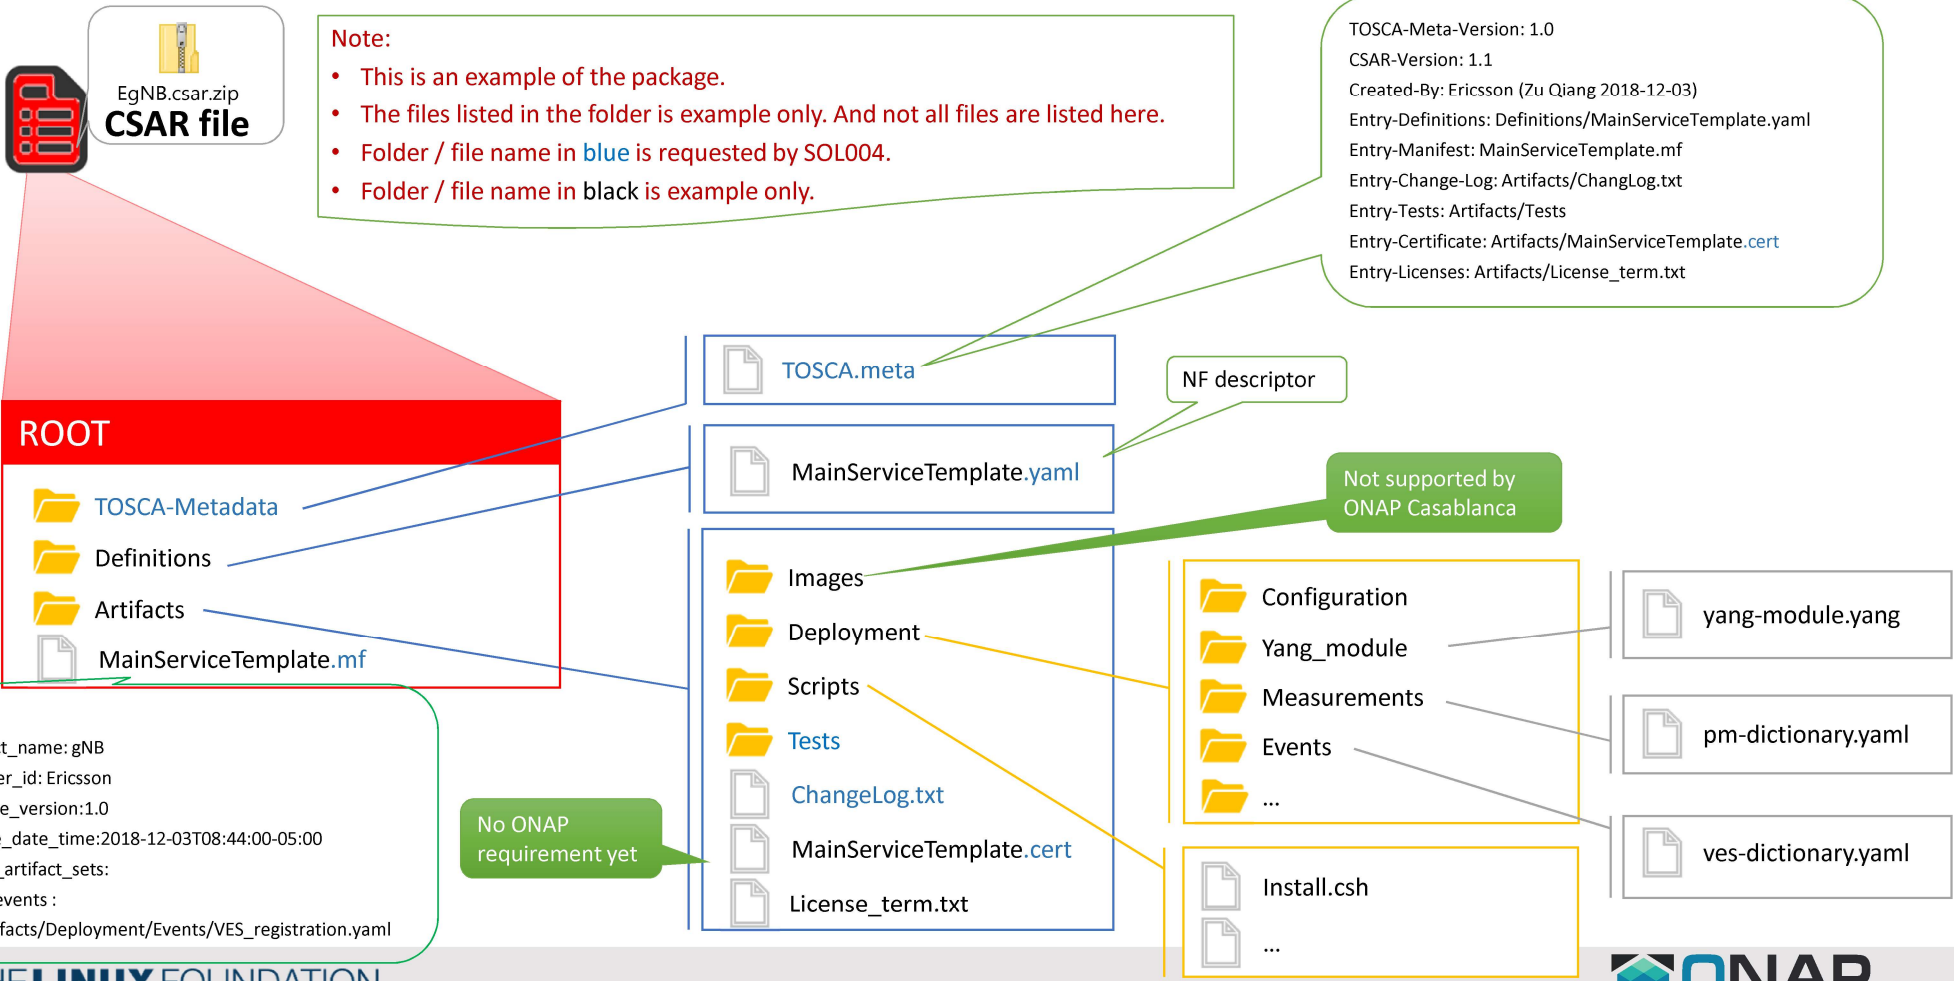 EgNB.csar.zip
CSAR file
Note:
• This is an example of the package.
• The files listed in the folder is example only. And not all files are listed here.
• Folder / file name in blue is requested by SOL004.
• Folder / file name in black is example only.
TOSCA-Meta-Version: 1.0
CSAR-Version: 1.1
Created-By: Ericsson (Zu Qiang 2018-12-03)
Entry-Definitions: Definitions/MainServiceTemplate.yaml
Entry-Manifest: MainServiceTemplate.mf
Entry-Change-Log: Artifacts/ChangLog.txt
Entry-Tests: Artifacts/Tests
Entry-Certificate: Artifacts/MainServiceTemplate.cert
Entry-Licenses: Artifacts/License_term.txt
ROOT
TOSCA-Metadata
Definitions
Artifacts
MainServiceTemplate.mf
TOSCA.meta
NF descriptor
MainServiceTemplate.yaml
Not supported by
ONAP Casablanca
Images
Deployment
Scripts
Tests
ChangeLog.txt
MainServiceTemplate.cert
License_term.txt
Configuration
Yang_module
Measurements
Events
...
yang-module.yang
pm-dictionary.yaml
ves-dictionary.yaml
Install.csh
...
No ONAP
requirement yet
t_name: gNB
er_id: Ericsson
e_version:1.0
e_date_time:2018-12-03T08:44:00-05:00
_artifact_sets:
events :
facts/Deployment/Events/VES_registration.yaml
HE LINUX FOUNDATION
ONAP